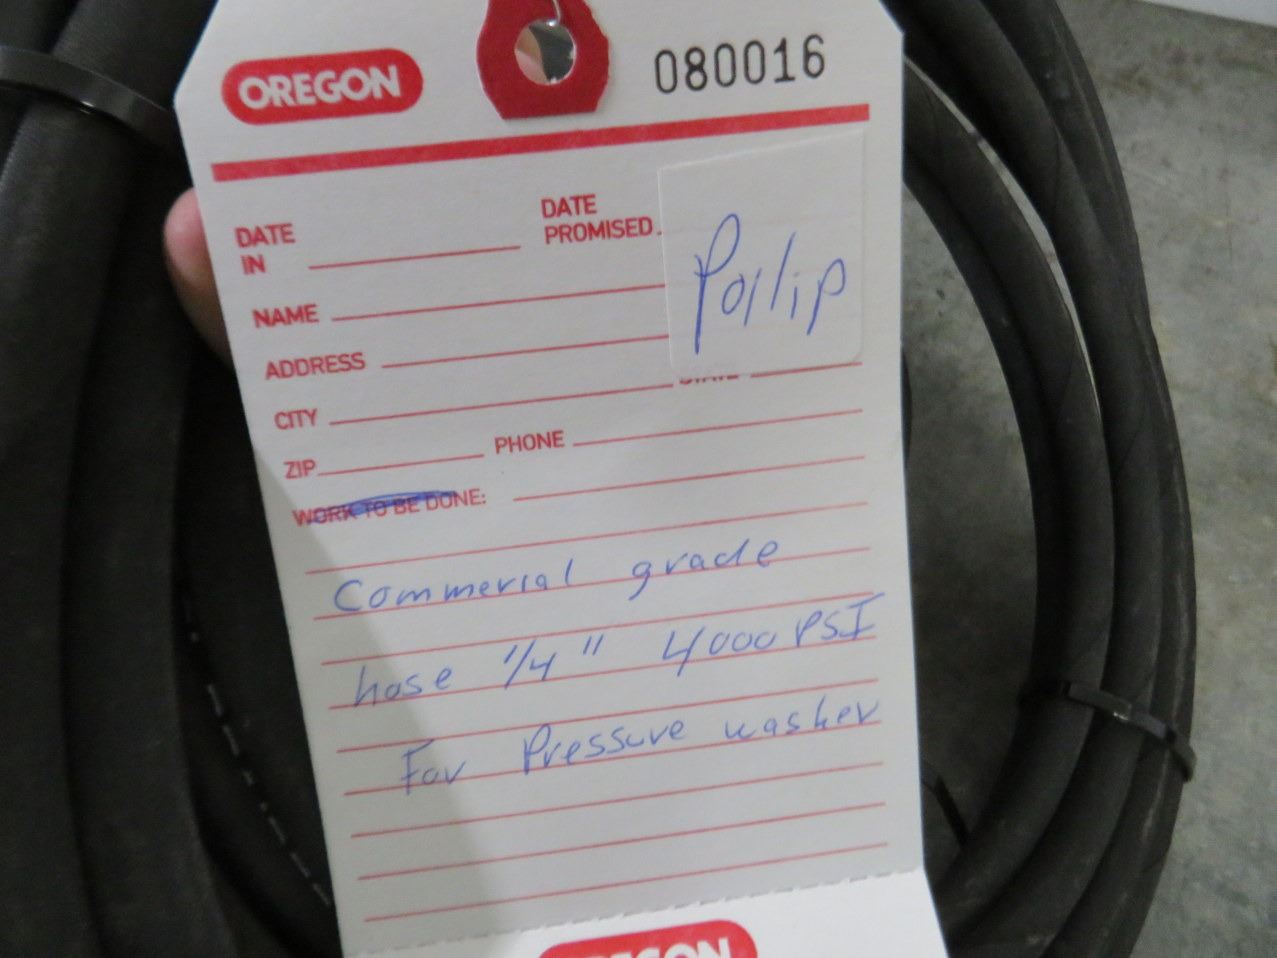 OREGON
080016
DATE IN
DATE PROMISED
NAME
ADDRESS
CITY
STATE
ZIP
PHONE
WORK TO BE DONE:
Pollip
Commerial grade
hose 1/4" 4000 PSI
For Pressure washer
OREGON